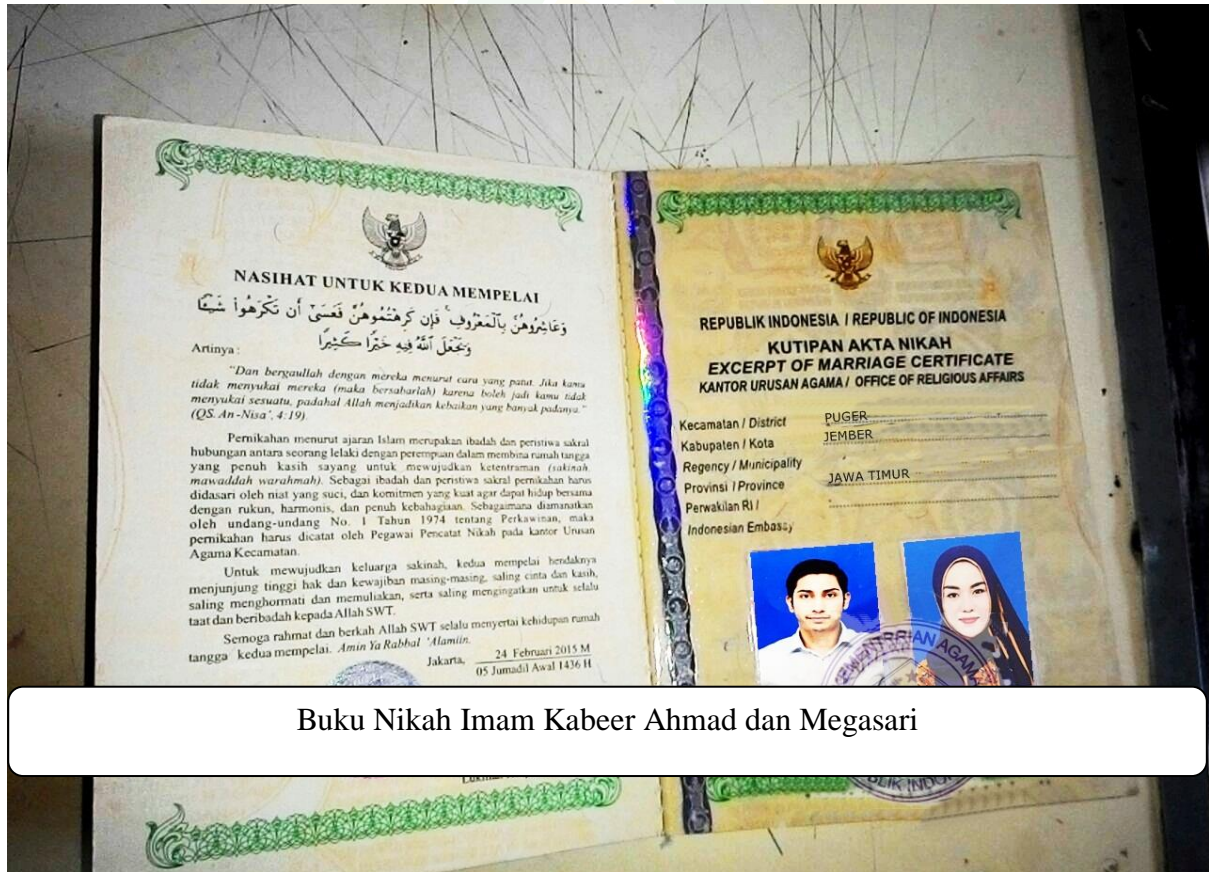 NASIHAT UNTUK KEDUA MEMPELAI
وَعَاشِرُوهُنَّ بِٱلْمَعْرُوفِ ۚ فَإِن كَرِهْتُمُوهُنَّ فَعَسَىٰٓ أَن تَكْرَهُوا۟ شَيْـًٔا
وَيَجْعَلَ ٱللَّهُ فِيهِ خَيْرًا كَثِيرًا
Artinya :
"Dan bergaullah dengan mereka menurut cara yang patut. Jika kamu
tidak menyukai mereka (maka bersabarlah) karena boleh jadi kamu tidak
menyukai sesuatu, padahal Allah menjadikan kebaikan yang banyak padanya."
(QS. An-Nisa', 4:19).
Pernikahan menurut ajaran Islam merupakan ibadah dan peristiwa sakral
hubungan antara seorang lelaki dengan perempuan dalam membina rumah tangga
yang penuh kasih sayang untuk mewujudkan ketentraman (sakinah,
mawaddah warahmah). Sebagai ibadah dan peristiwa sakral pernikahan harus
didasari oleh niat yang suci, dan komitmen yang kuat agar dapat hidup bersama
dengan rukun, harmonis, dan penuh kebahagiaan. Sebagaimana diamanatkan
oleh undang-undang No. 1 Tahun 1974 tentang Perkawinan, maka
pernikahan harus dicatat oleh Pegawai Pencatat Nikah pada kantor Urusan
Agama Kecamatan.
Untuk mewujudkan keluarga sakinah, kedua mempelai hendaknya
menjunjung tinggi hak dan kewajiban masing-masing, saling cinta dan kasih,
saling menghormati dan memuliakan, serta saling mengingatkan untuk selalu
taat dan beribadah kepada Allah SWT.
Semoga rahmat dan berkah Allah SWT selalu menyertai kehidupan rumah
tangga kedua mempelai. Amin Ya Rabbal 'Alamiin.
Jakarta, 24 Februari 2015 M
05 Jumadil Awal 1436 H
REPUBLIK INDONESIA / REPUBLIC OF INDONESIA
KUTIPAN AKTA NIKAH
EXCERPT OF MARRIAGE CERTIFICATE
KANTOR URUSAN AGAMA / OFFICE OF RELIGIOUS AFFAIRS
Kecamatan / District PUGER
Kabupaten / Kota JEMBER
Regency / Municipality
Provinsi / Province JAWA TIMUR
Perwakilan RI /
Indonesian Embassy
Buku Nikah Imam Kabeer Ahmad dan Megasari